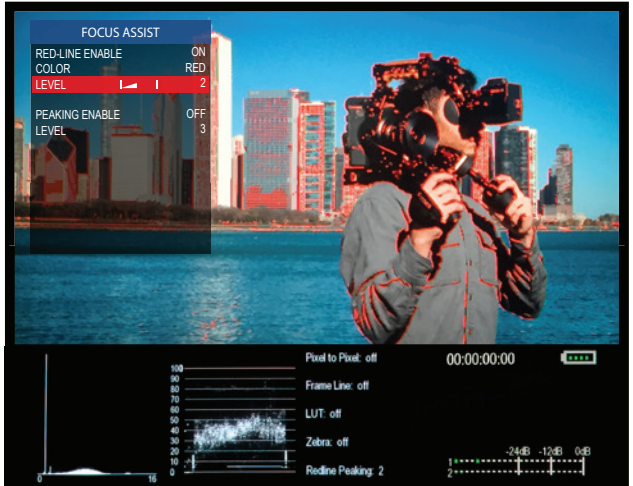 FOCUS ASSIST
RED-LINE ENABLE ON
COLOR RED
LEVEL 2
PEAKING ENABLE OFF
LEVEL 3
Pixel to Pixel: off
00:00:00:00
Frame Line: off
LUT: off
Zebra: off
Redline Peaking: 2
100
90
80
70
60
50
40
30
20
10
0
0 16
-24dB -12dB 0dB
1
2